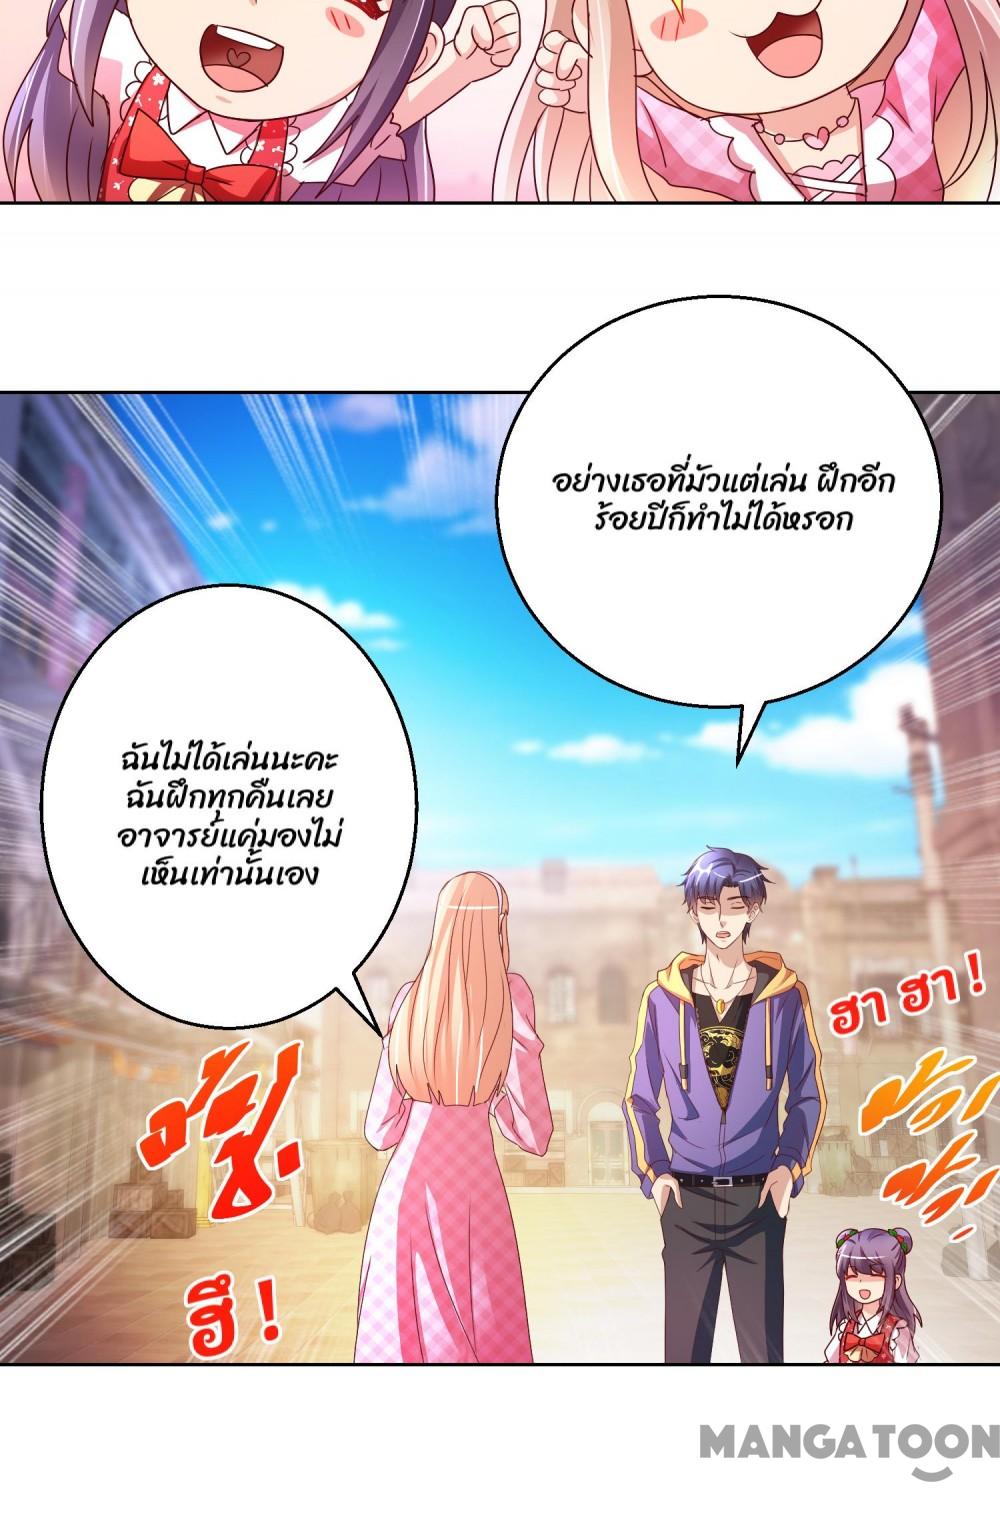 อย่างเธอที่มัวแต่เล่น ฝึกอีก
ร้อยปีก็ทำไม่ได้หรอก
ฉันไม่ได้เล่นนะคะ
ฉันฝึกทุกคืนเลย
อาจารย์แค่มองไม่
เห็นเท่านั้นเอง
ฮา ฮา !
ฮึ !
MANGATOON